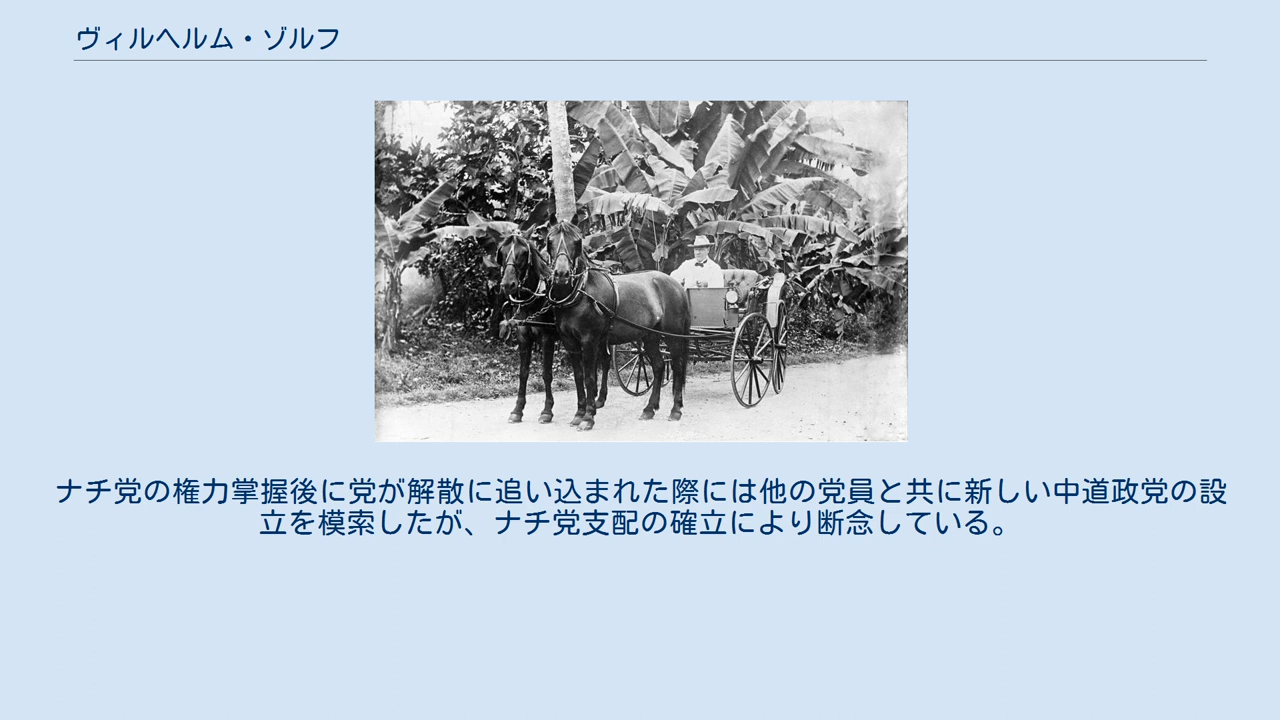 ヴィルヘルム・ゾルフ
ナチ党の権力掌握後に党が解散に追い込まれた際には他の党員と共に新しい中道政党の設
立を模索したが、ナチ党支配の確立により断念している。